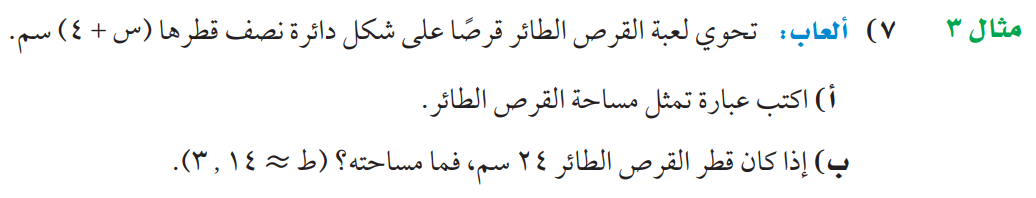 مثال ٣ ٧) ألعاب: تحوي لعبة القرص الطائر قرصًا على شكل دائرة نصف قطرها (س + ٤) سم.
أ) اكتب عبارة تمثل مساحة القرص الطائر.
ب) إذا كان قطر القرص الطائر ٢٤ سم، فما مساحته؟ (ط ≈ ١٤ , ٣).